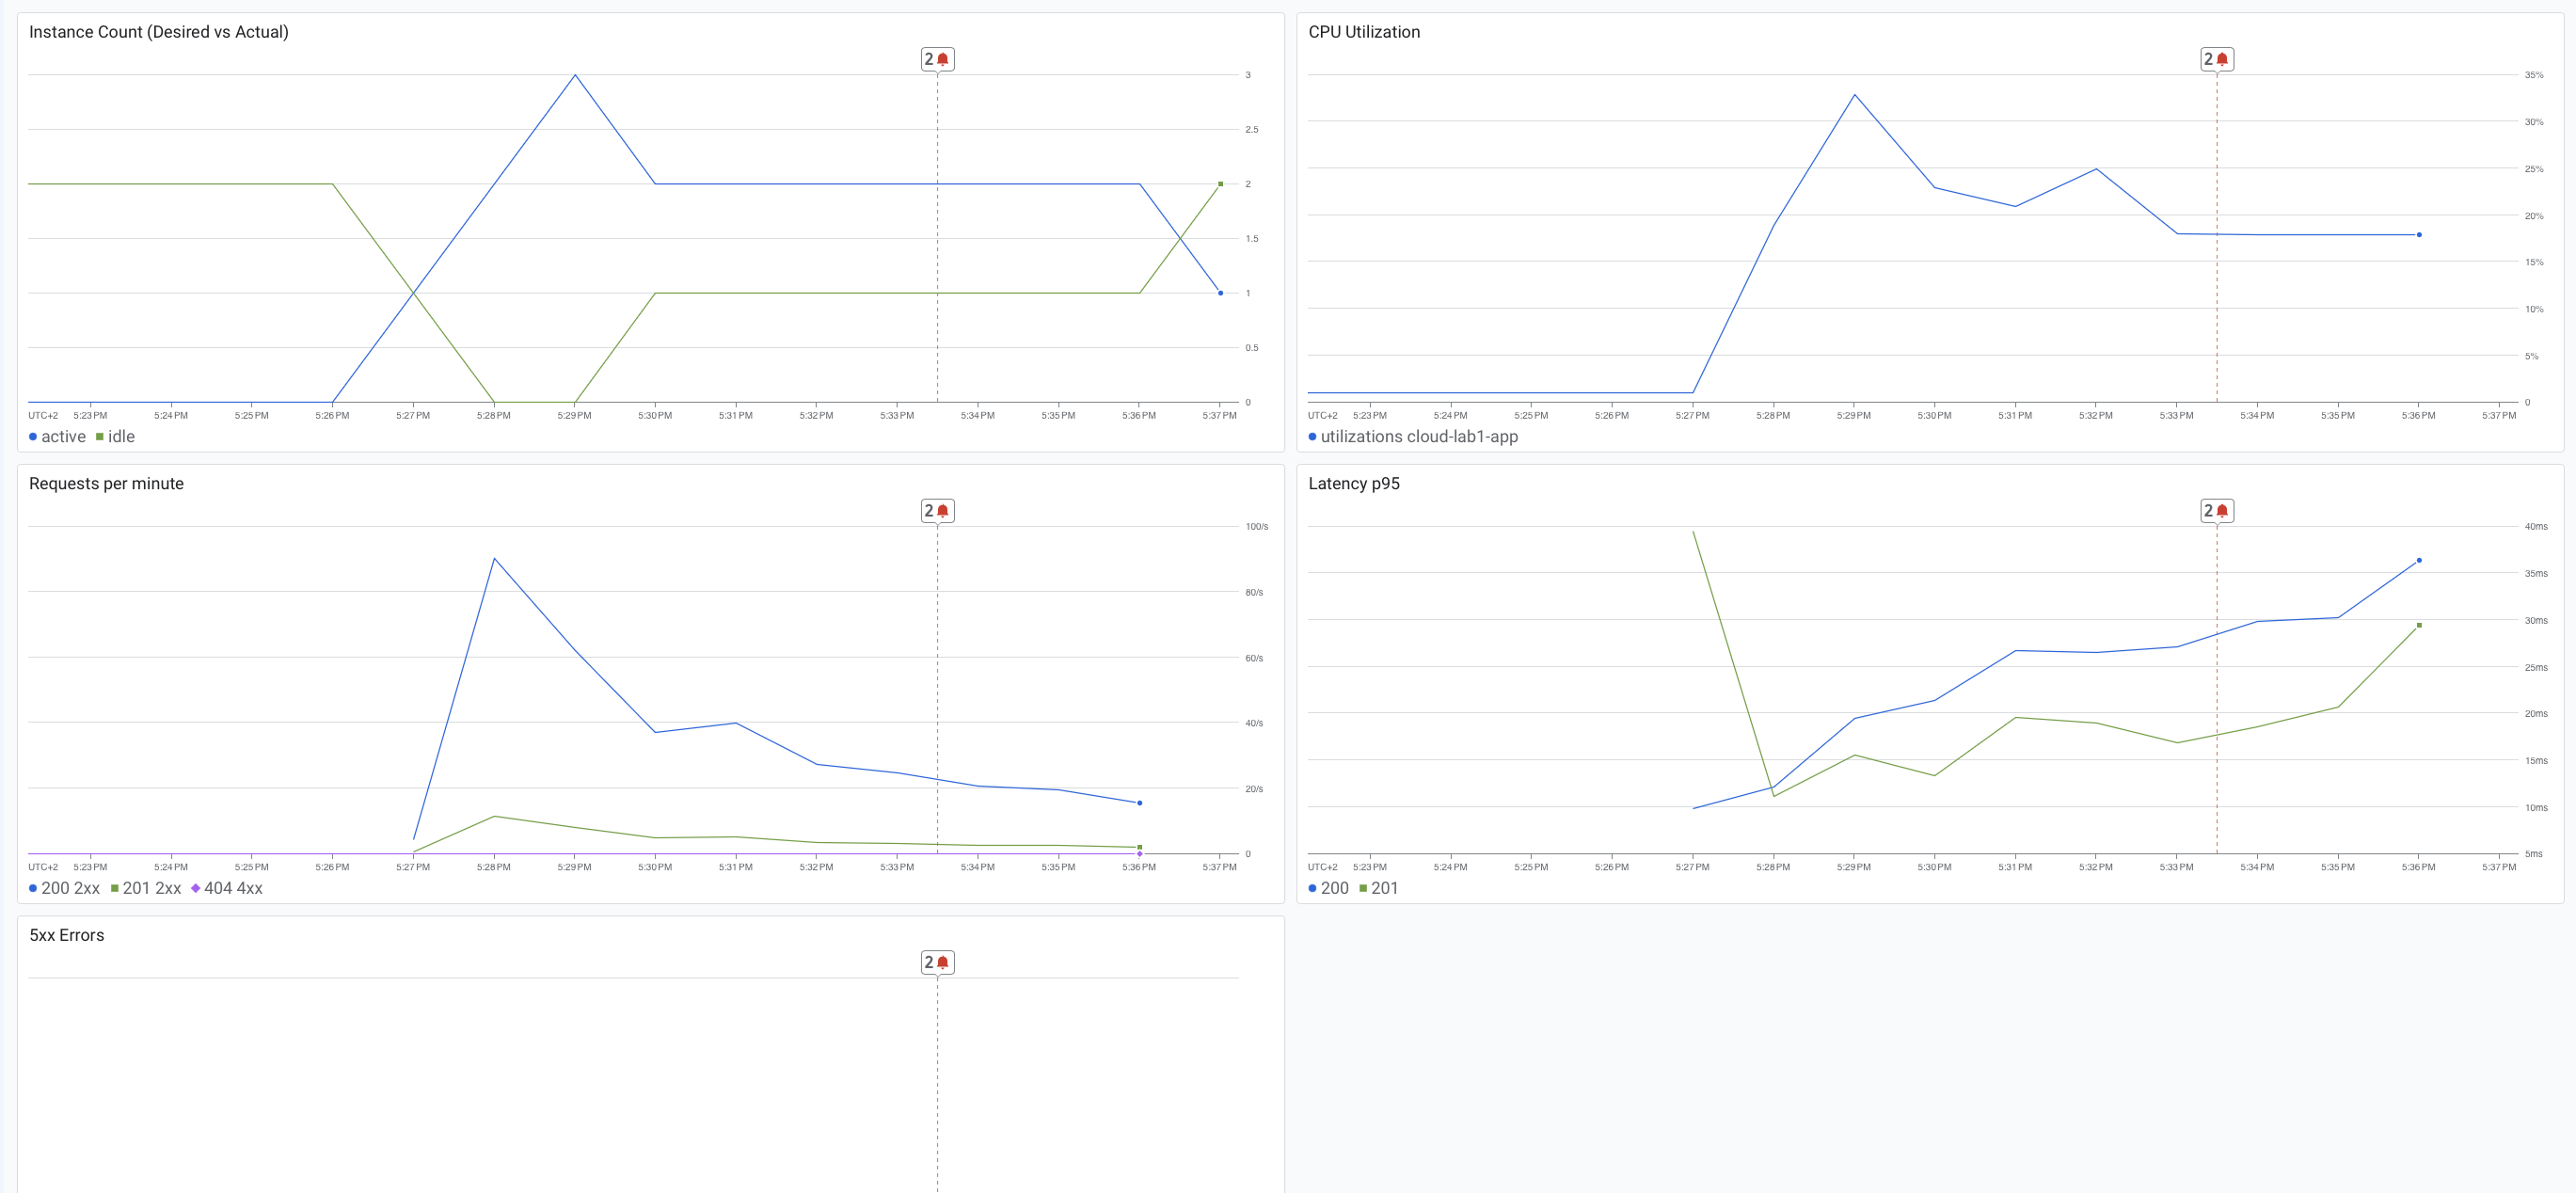 Instance Count (Desired vs Actual)
2
3
2.5
2
1.5
1
0.5
0
UTC+2 5:23 PM 5:24 PM 5:25 PM 5:26 PM 5:27 PM 5:28 PM 5:29 PM 5:30 PM 5:31 PM 5:32 PM 5:33 PM 5:34 PM 5:35 PM 5:36 PM 5:37 PM
active idle
CPU Utilization
2
35%
30%
25%
20%
15%
10%
5%
0
UTC+2 5:23 PM 5:24 PM 5:25 PM 5:26 PM 5:27 PM 5:28 PM 5:29 PM 5:30 PM 5:31 PM 5:32 PM 5:33 PM 5:34 PM 5:35 PM 5:36 PM 5:37 PM
utilizations cloud-lab1-app
Requests per minute
2
100/s
80/s
60/s
40/s
20/s
0
UTC+2 5:23 PM 5:24 PM 5:25 PM 5:26 PM 5:27 PM 5:28 PM 5:29 PM 5:30 PM 5:31 PM 5:32 PM 5:33 PM 5:34 PM 5:35 PM 5:36 PM 5:37 PM
200 2xx 201 2xx 404 4xx
Latency p95
2
40ms
35ms
30ms
25ms
20ms
15ms
10ms
5ms
UTC+2 5:23 PM 5:24 PM 5:25 PM 5:26 PM 5:27 PM 5:28 PM 5:29 PM 5:30 PM 5:31 PM 5:32 PM 5:33 PM 5:34 PM 5:35 PM 5:36 PM 5:37 PM
200 201
5xx Errors
2